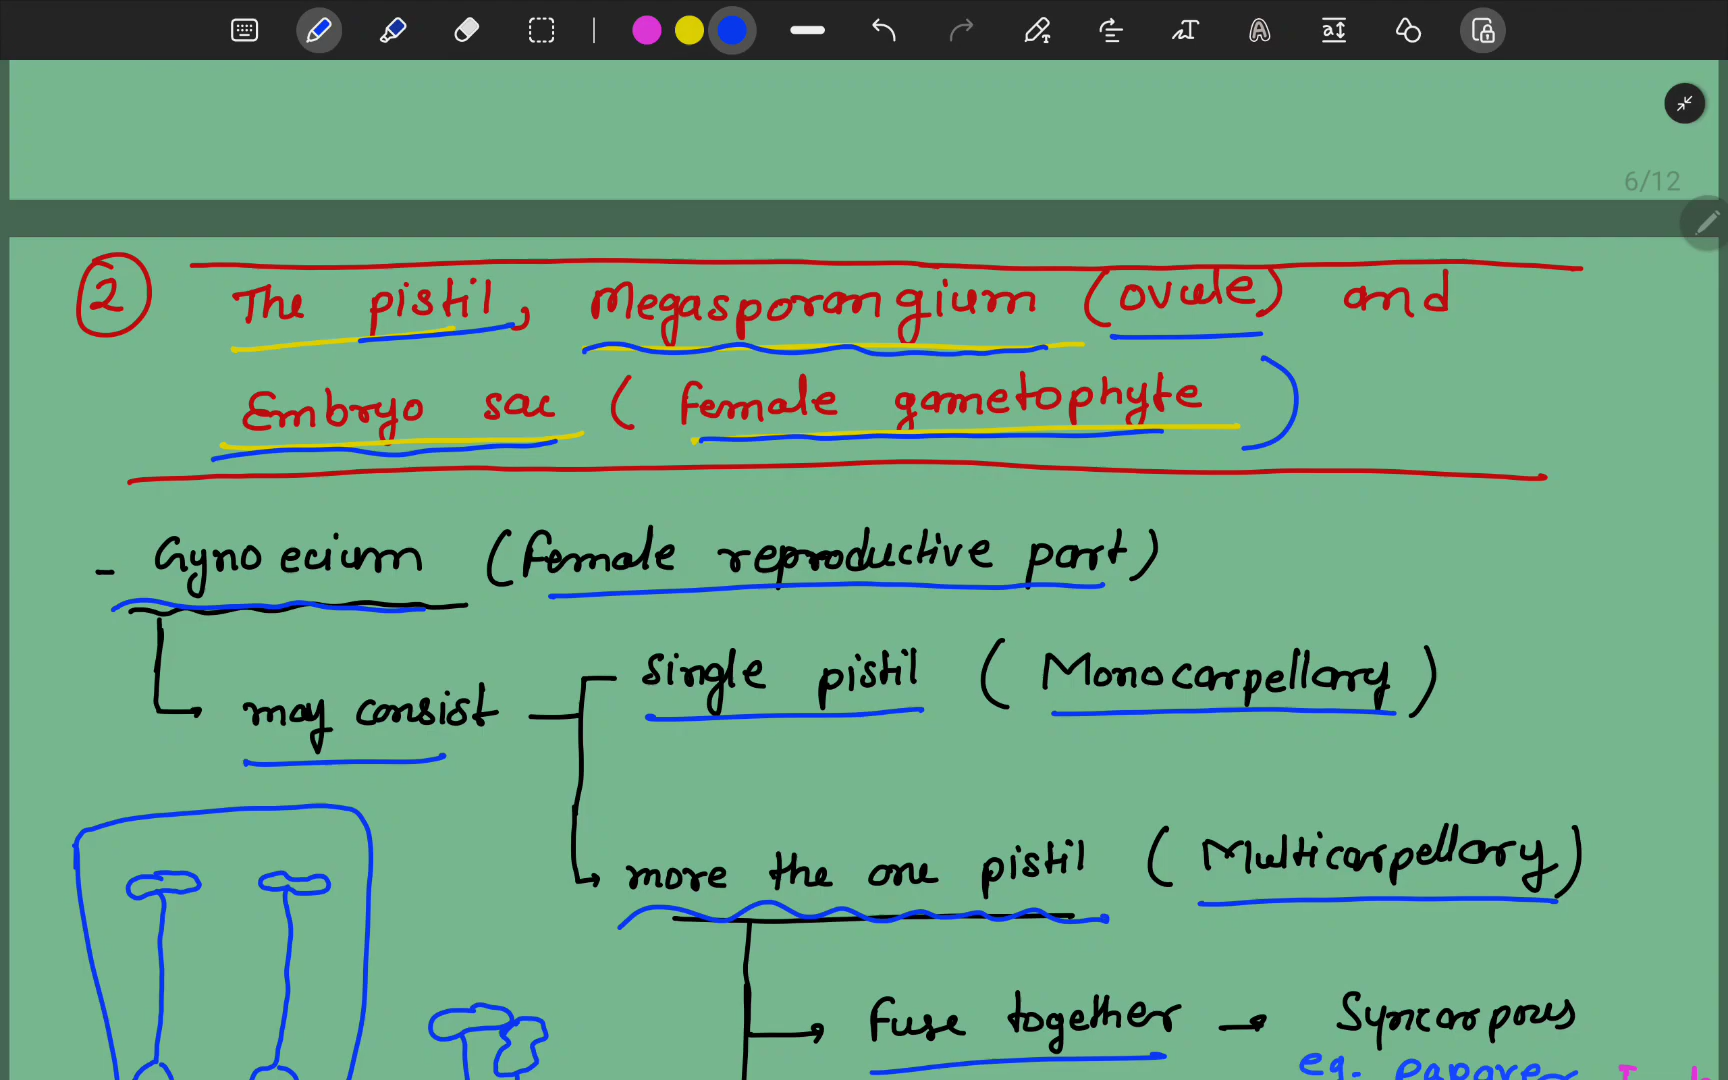 6/12
② The pistil, Megasporangium (ovule) and
Embryo sac ( female gametophyte )
- Gynoecium (female reproductive part)
may consist
single pistil ( Monocarpellary )
more the one pistil ( Multicarpellary )
Fuse together → Syncarpous
eg.